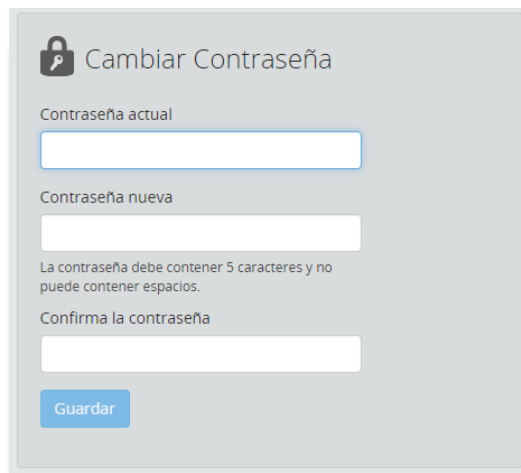 Cambiar Contraseña
Contraseña actual
Contraseña nueva
La contraseña debe contener 5 caracteres y no
puede contener espacios.
Confirma la contraseña
Guardar